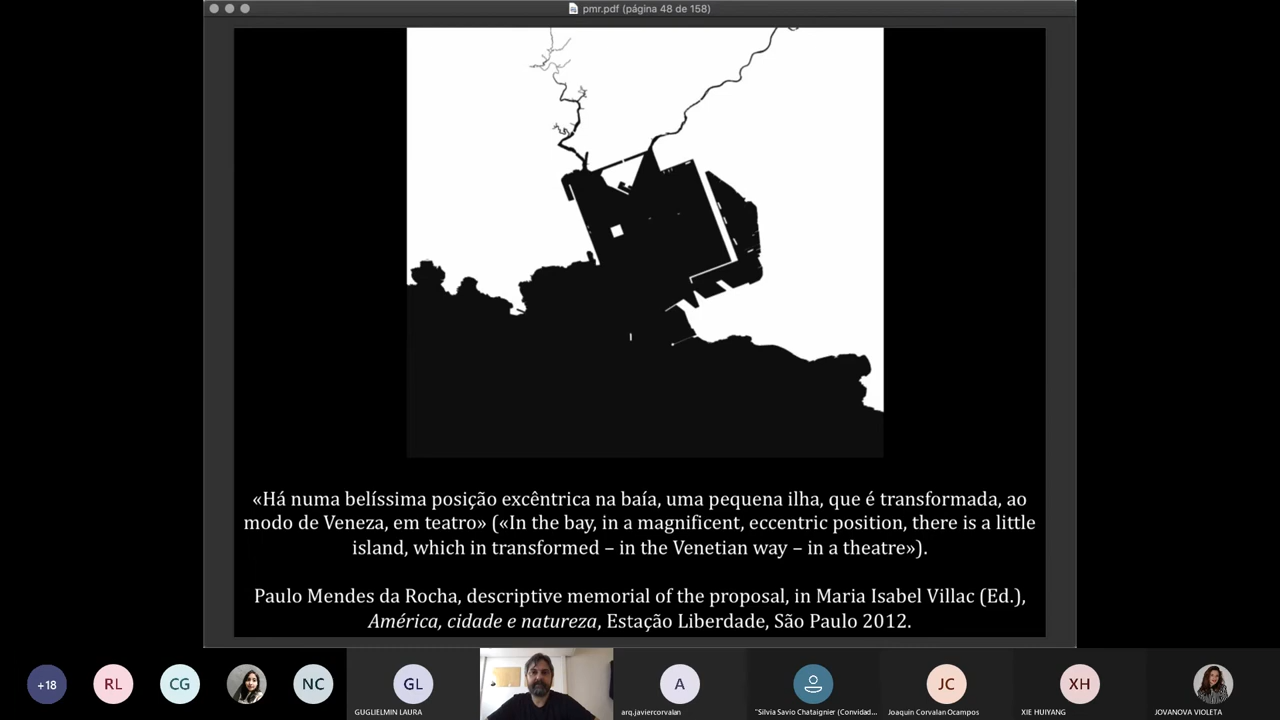 pmr.pdf (página 48 de 158)
«Há numa belíssima posição excêntrica na baía, uma pequena ilha, que é transformada, ao
modo de Veneza, em teatro» («In the bay, in a magnificent, eccentric position, there is a little
island, which in transformed – in the Venetian way – in a theatre»).
Paulo Mendes da Rocha, descriptive memorial of the proposal, in Maria Isabel Villac (Ed.),
América, cidade e natureza, Estação Liberdade, São Paulo 2012.
+18
RL
CG
NC
GL
A
JC
XH
GUGLIELMIN LAURA
arq.javiercorvalan
"Silvia Savio Chataignier (Convidad...
Joaquin Corvalan Ocampos
XIE HUIYANG
JOVANOVA VIOLETA